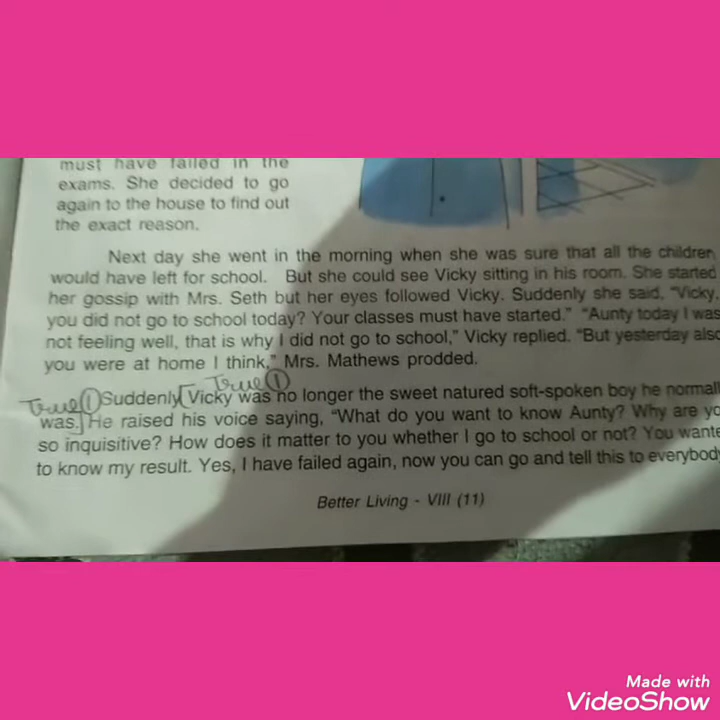 must have failed in the
exams. She decided to go
again to the house to find out
the exact reason.
Next day she went in the morning when she was sure that all the children
would have left for school. But she could see Vicky sitting in his room. She started
her gossip with Mrs. Seth but her eyes followed Vicky. Suddenly she said, "Vicky,
you did not go to school today? Your classes must have started." "Aunty today I was
not feeling well, that is why I did not go to school," Vicky replied. "But yesterday also
you were at home I think," Mrs. Mathews prodded.
True ①
True ① Suddenly [Vicky was no longer the sweet natured soft-spoken boy he normall
was.] He raised his voice saying, "What do you want to know Aunty? Why are yo
so inquisitive? How does it matter to you whether I go to school or not? You wante
to know my result. Yes, I have failed again, now you can go and tell this to everybody
Better Living - VIII (11)
Made with
VideoShow